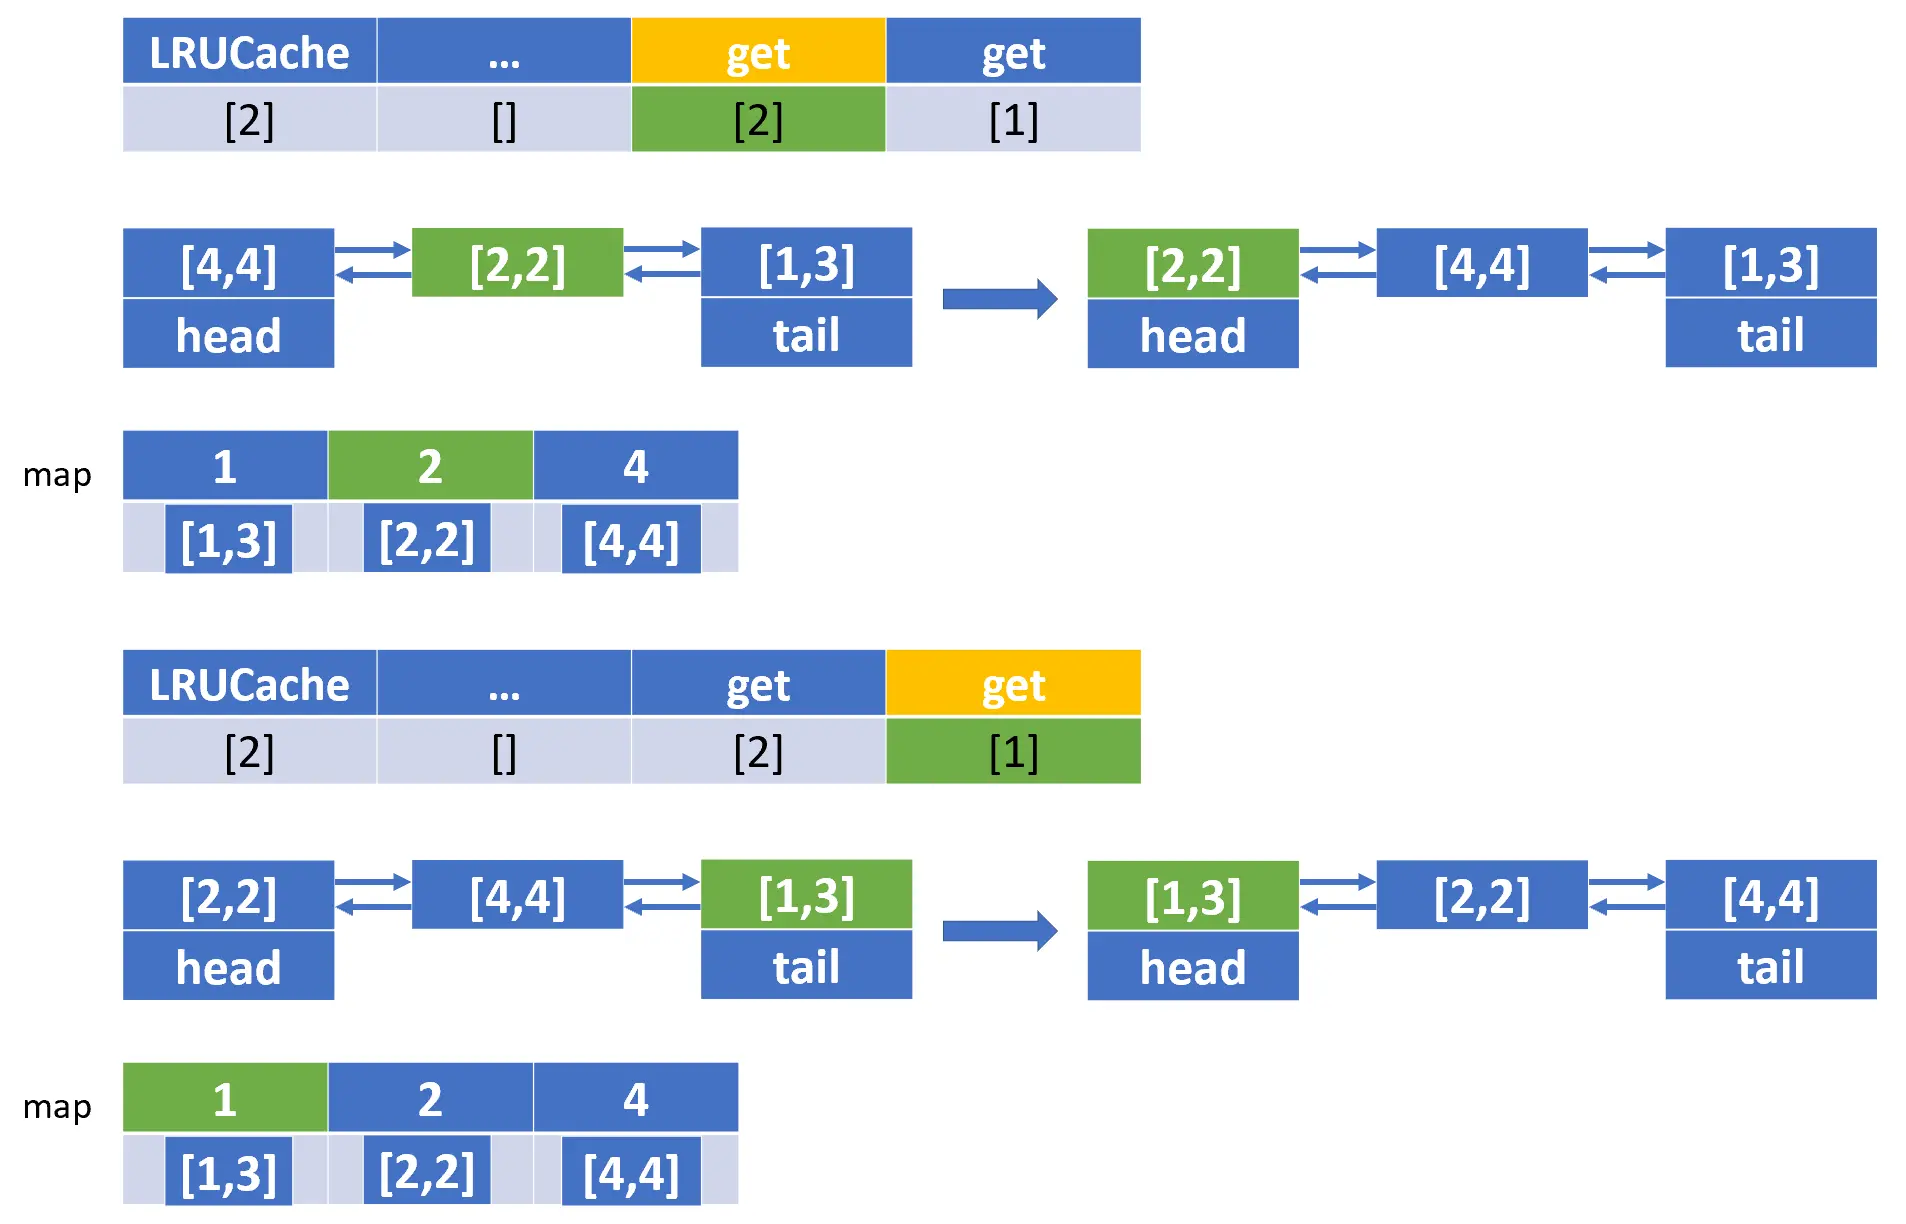 LRUCache ... get get
[2] [] [2] [1]
[4,4] [2,2] [1,3] [2,2] [4,4] [1,3]
head tail head tail
map 1 2 4
[1,3] [2,2] [4,4]
LRUCache ... get get
[2] [] [2] [1]
[2,2] [4,4] [1,3] [1,3] [2,2] [4,4]
head tail head tail
map 1 2 4
[1,3] [2,2] [4,4]